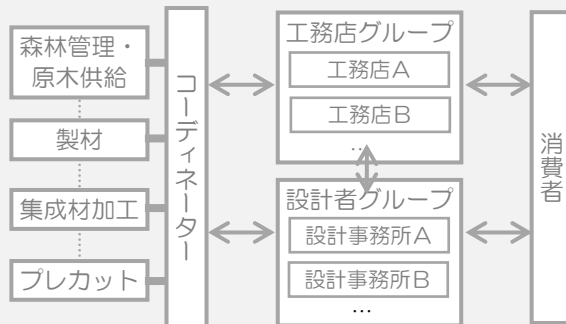 森林管理・
原木供給
製材
集成材加工
プレカット
コーディネーター
工務店グループ
工務店A
工務店B
…
設計者グループ
設計事務所A
設計事務所B
…
消費者